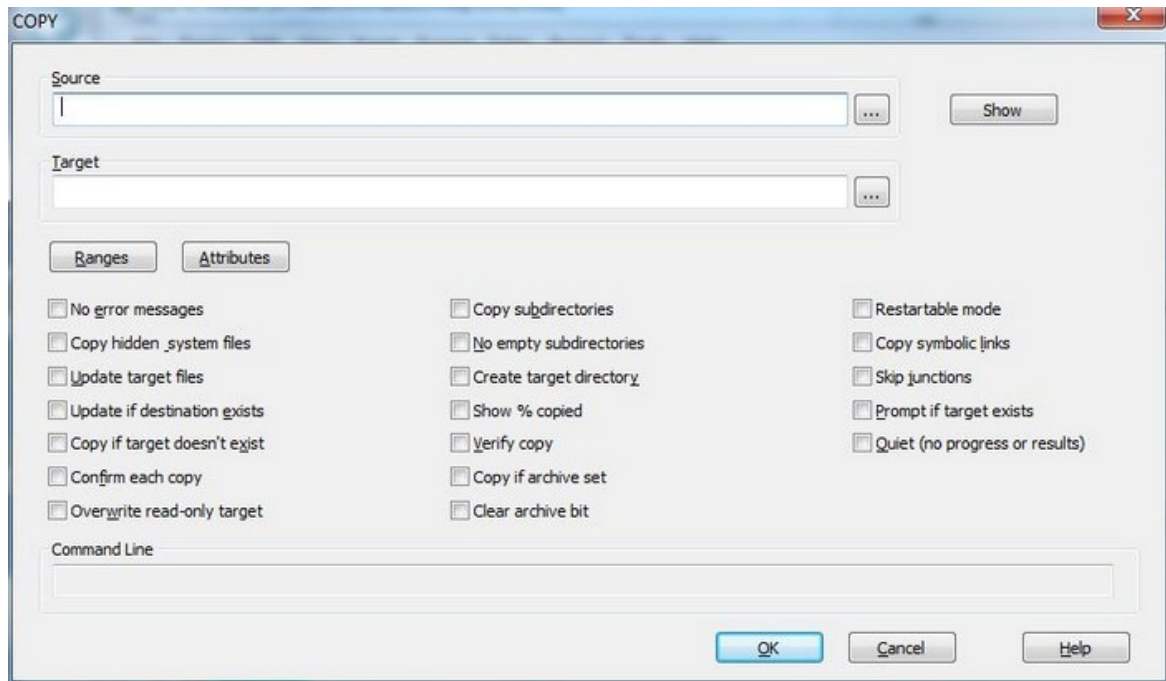 COPY
Source
...
Show
Target
...
Ranges Attributes
No error messages Copy subdirectories Restartable mode
Copy hidden _system files No empty subdirectories Copy symbolic links
Update target files Create target directory Skip junctions
Update if destination exists Show % copied Prompt if target exists
Copy if target doesn't exist Verify copy Quiet (no progress or results)
Confirm each copy Copy if archive set
Overwrite read-only target Clear archive bit
Command Line
OK Cancel Help